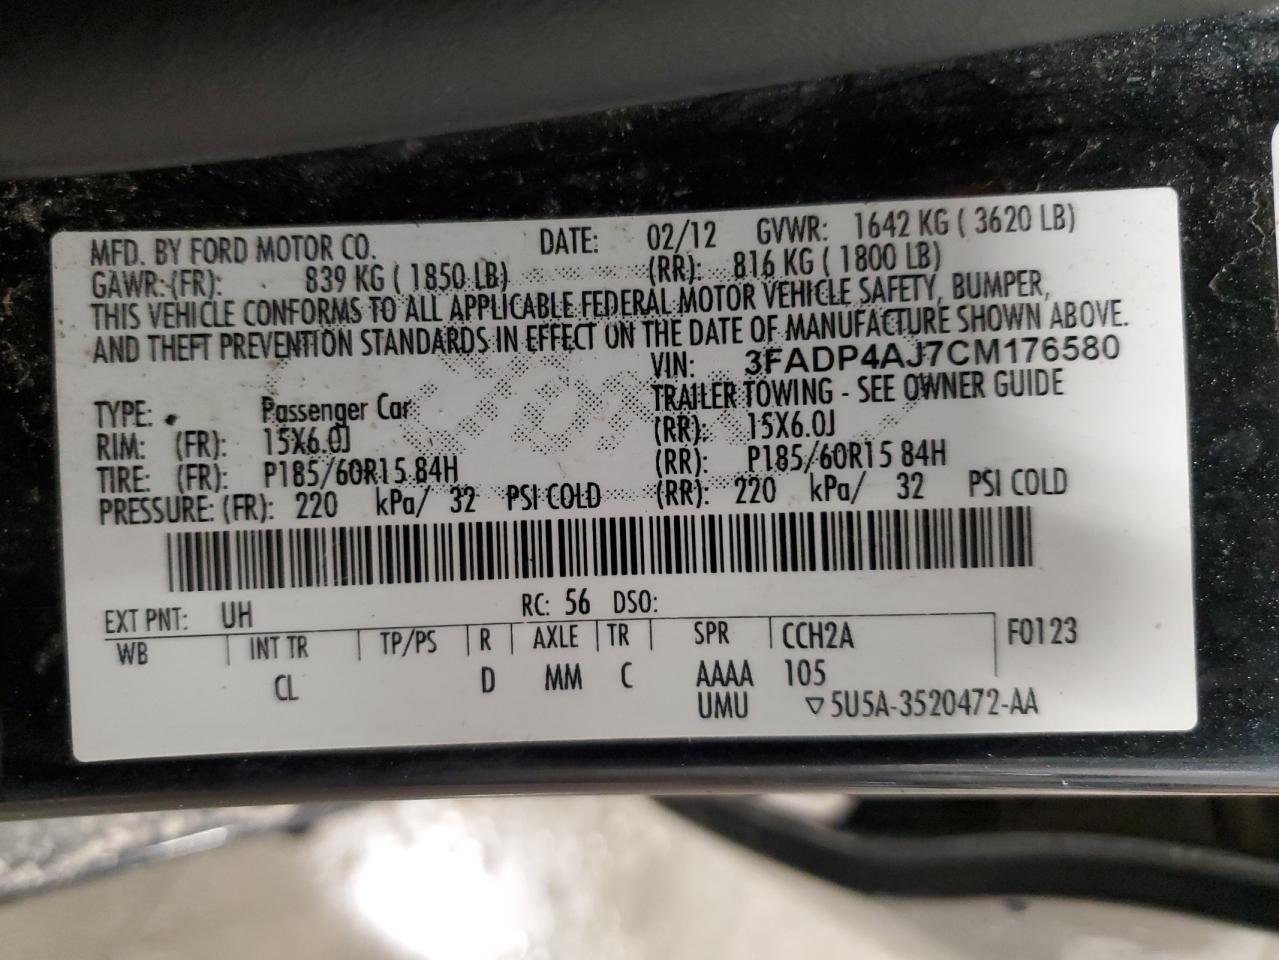 MFD. BY FORD MOTOR CO. DATE: 02/12 GVWR: 1642 KG ( 3620 LB)
GAWR:(FR): 839 KG ( 1850 LB) (RR): 816 KG ( 1800 LB)
THIS VEHICLE CONFORMS TO ALL APPLICABLE FEDERAL MOTOR VEHICLE SAFETY, BUMPER,
AND THEFT PREVENTION STANDARDS IN EFFECT ON THE DATE OF MANUFACTURE SHOWN ABOVE.
VIN: 3FADP4AJ7CM176580
TYPE: Passenger Car TRAILER TOWING - SEE OWNER GUIDE
RIM: (FR): 15X6.0J (RR): 15X6.0J
TIRE: (FR): P185/60R15 84H (RR): P185/60R15 84H
PRESSURE: (FR): 220 kPa/ 32 PSI COLD (RR): 220 kPa/ 32 PSI COLD
EXT PNT: UH RC: 56 DSO:
WB INT TR TP/PS R AXLE TR SPR CCH2A F0123
CL D MM C AAAA 105
UMU ▽5U5A-3520472-AA